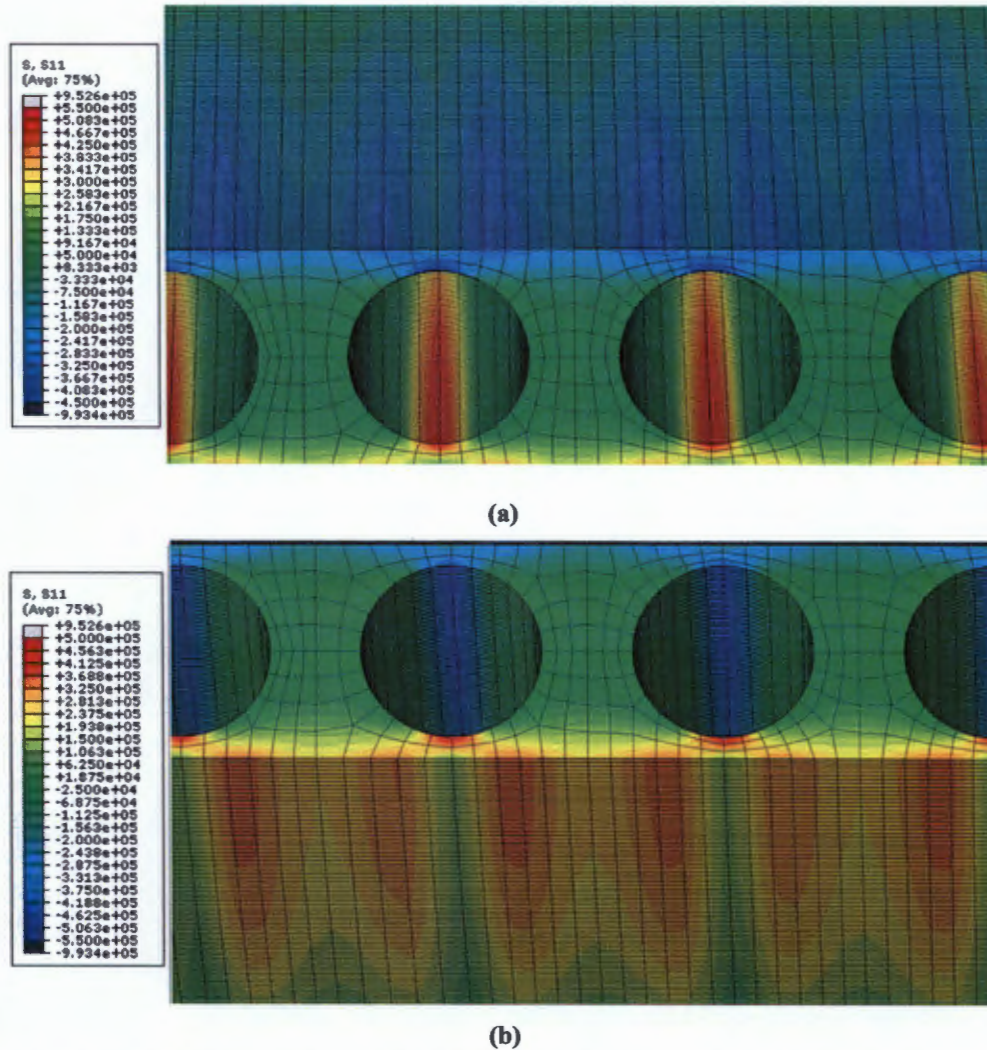 S, S11
(Avg: 75%)
+9.526e+05
+5.500e+05
+5.083e+05
+4.667e+05
+4.250e+05
+3.833e+05
+3.417e+05
+3.000e+05
+2.583e+05
+2.167e+05
+1.750e+05
+1.333e+05
+9.167e+04
+5.000e+04
+8.333e+03
-3.333e+04
-7.500e+04
-1.167e+05
-1.583e+05
-2.000e+05
-2.417e+05
-2.833e+05
-3.250e+05
-3.667e+05
-4.083e+05
-4.500e+05
-9.934e+05
(a)
S, S11
(Avg: 75%)
+9.526e+05
+5.000e+05
+4.563e+05
+4.125e+05
+3.688e+05
+3.250e+05
+2.813e+05
+2.375e+05
+1.938e+05
+1.500e+05
+1.063e+05
+6.250e+04
+1.875e+04
-2.500e+04
-6.875e+04
-1.125e+05
-1.563e+05
-2.000e+05
-2.438e+05
-2.875e+05
-3.313e+05
-3.750e+05
-4.188e+05
-4.625e+05
-5.063e+05
-5.500e+05
-9.934e+05
(b)